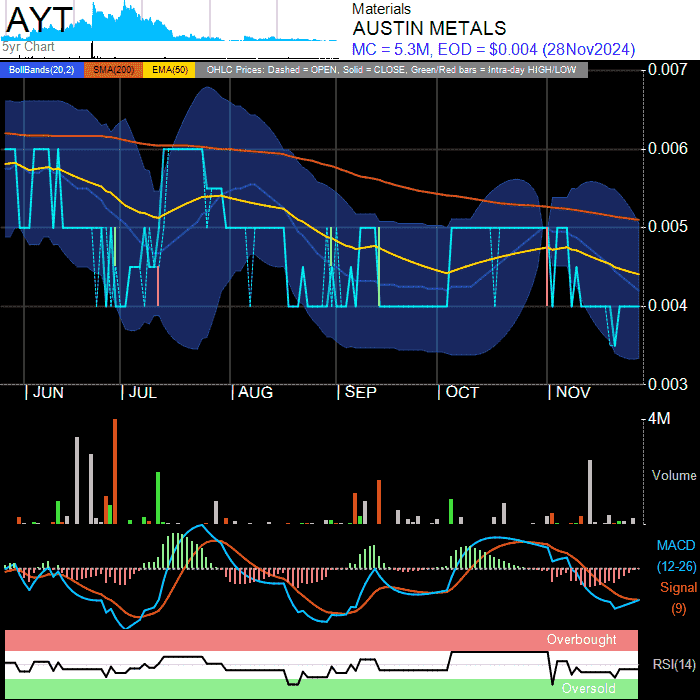 AYT
5yr Chart
Materials
AUSTIN METALS
MC = 5.3M, EOD = $0.004 (28Nov2024)
BollBands(20,2) SMA(200) EMA(50) OHLC Prices: Dashed = OPEN, Solid = CLOSE, Green/Red bars = Intra-day HIGH/LOW
0.007
0.006
0.005
0.004
0.003
JUN JUL AUG SEP OCT NOV
4M
Volume
MACD
(12-26)
Signal
(9)
Overbought
RSI(14)
Oversold